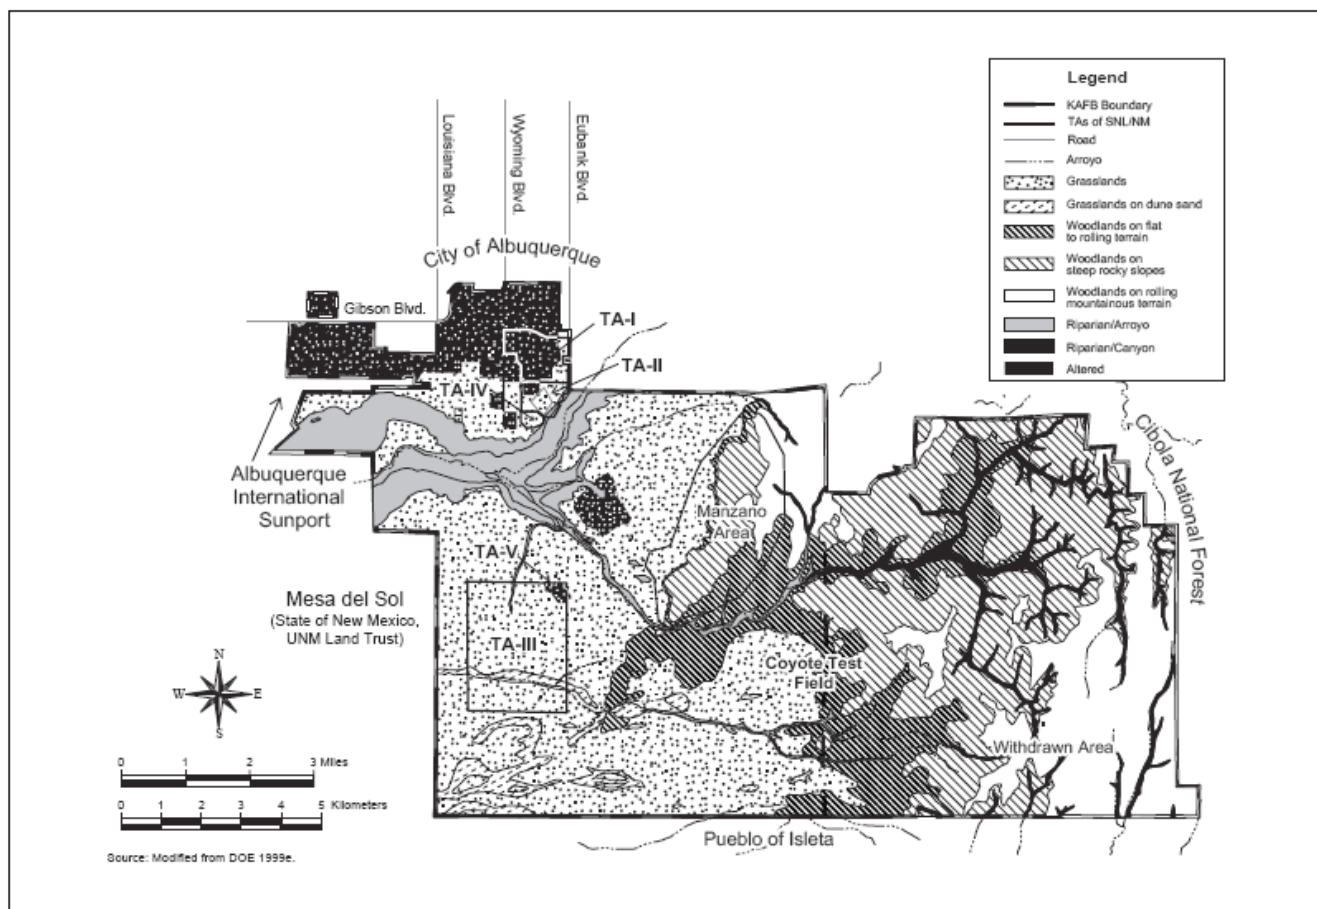 Legend
KAFB Boundary
TAs of SNL/NM
Road
Arroyo
Grasslands
Grasslands on dune sand
Woodlands on flat
to rolling terrain
Woodlands on
steep rocky slopes
Woodlands on rolling
mountainous terrain
Riparian/Arroyo
Riparian/Canyon
Altered
Louisiana Blvd.
Wyoming Blvd.
Eubank Blvd.
City of Albuquerque
Gibson Blvd.
TA-I
TA-II
TA-IV
Albuquerque
International
Sunport
Cibola National Forest
Manzano
Area
TA-V
Mesa del Sol
(State of New Mexico,
UNM Land Trust)
TA-III
Coyote Test
Field
Withdrawn Area
Pueblo of Isleta
N
W E
S
0 1 2 3 Miles
0 1 2 3 4 5 Kilometers
Source: Modified from DOE 1999e.